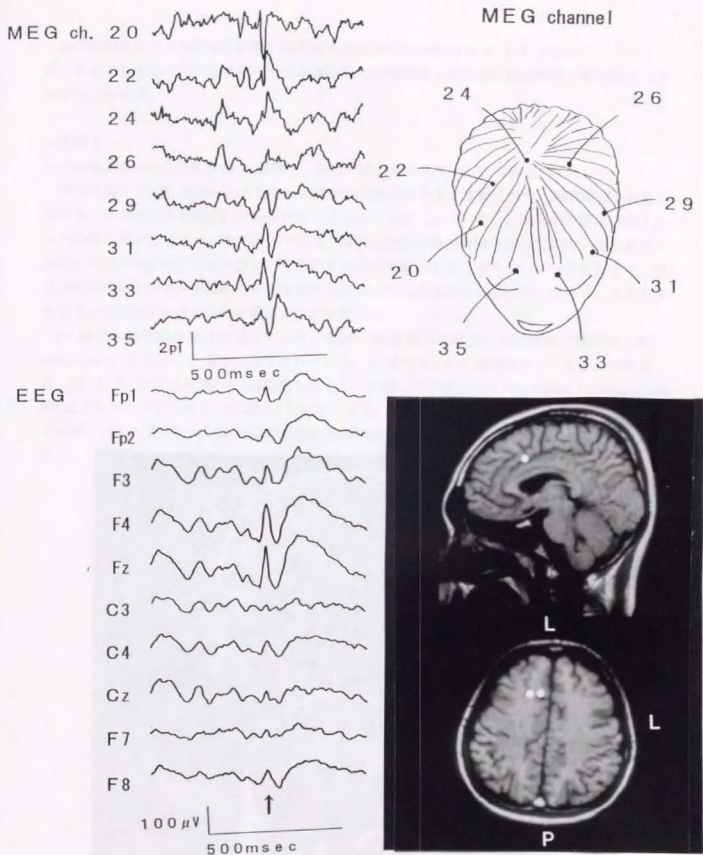 MEG ch. 20
22
24
26
29
31
33
35
2pT
500msec
MEG channel
24
26
22
29
20
31
35
33
EEG
Fp1
Fp2
F3
F4
Fz
C3
C4
Cz
F7
F8
↑
100μV
500msec
L
L
P